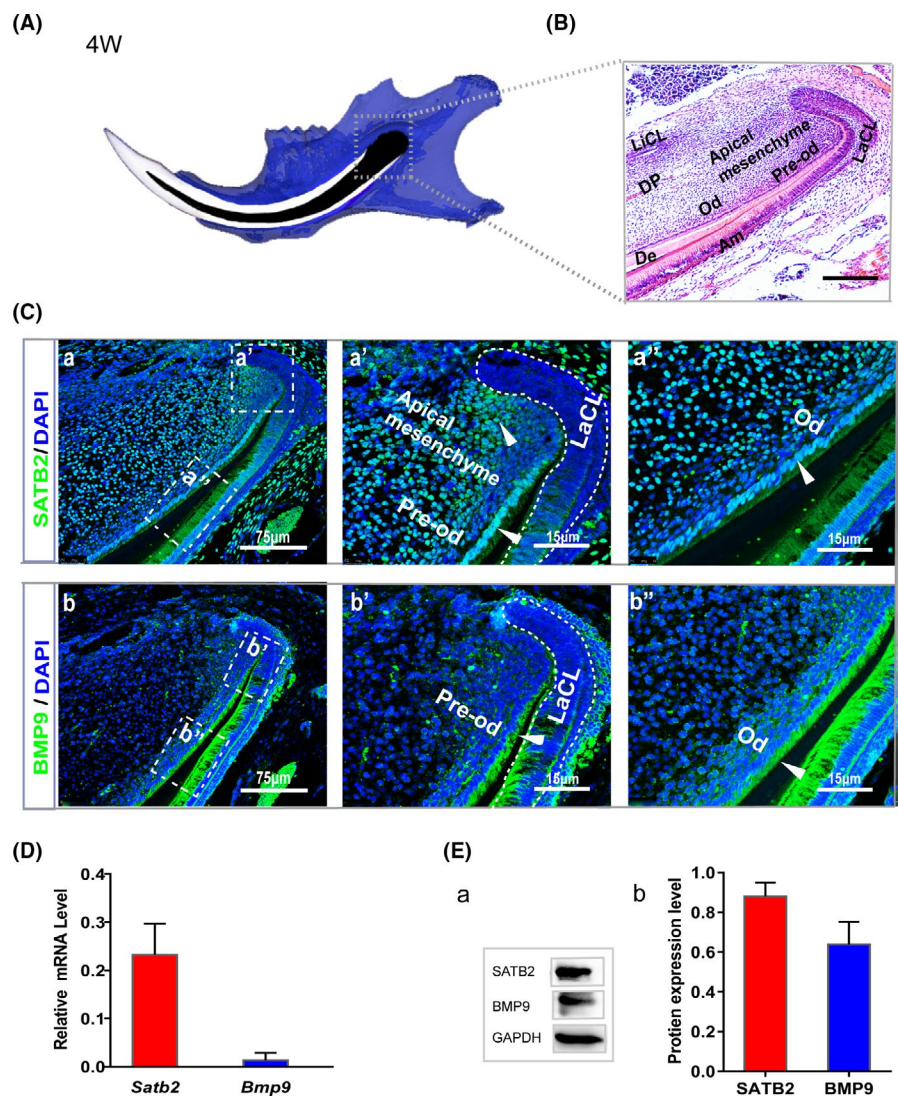 (A)
4W
(B)
LiCL
DP
Apical
mesenchyme
Pre-od
LaCL
Od
De
Am
(C)
SATB2/DAPI
a
a'
a"
a'
Apical
mesenchyme
LaCL
Pre-od
a"
Od
75µm
15µm
15µm
BMP9 / DAPI
b
b'
b"
b'
Pre-od
LaCL
b"
Od
75µm
15µm
15µm
(D)
Relative mRNA Level
0.4
0.3
0.2
0.1
0.0
Satb2
Bmp9
(E)
a
SATB2
BMP9
GAPDH
b
Protien expression level
1.0
0.8
0.6
0.4
0.2
0.0
SATB2
BMP9